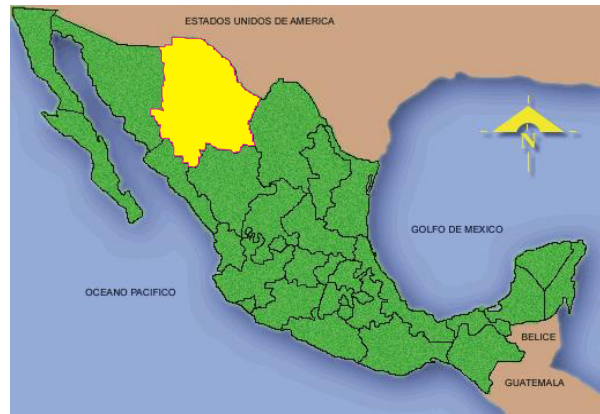 ESTADOS UNIDOS DE AMERICA
N
GOLFO DE MEXICO
OCEANO PACIFICO
BELICE
GUATEMALA